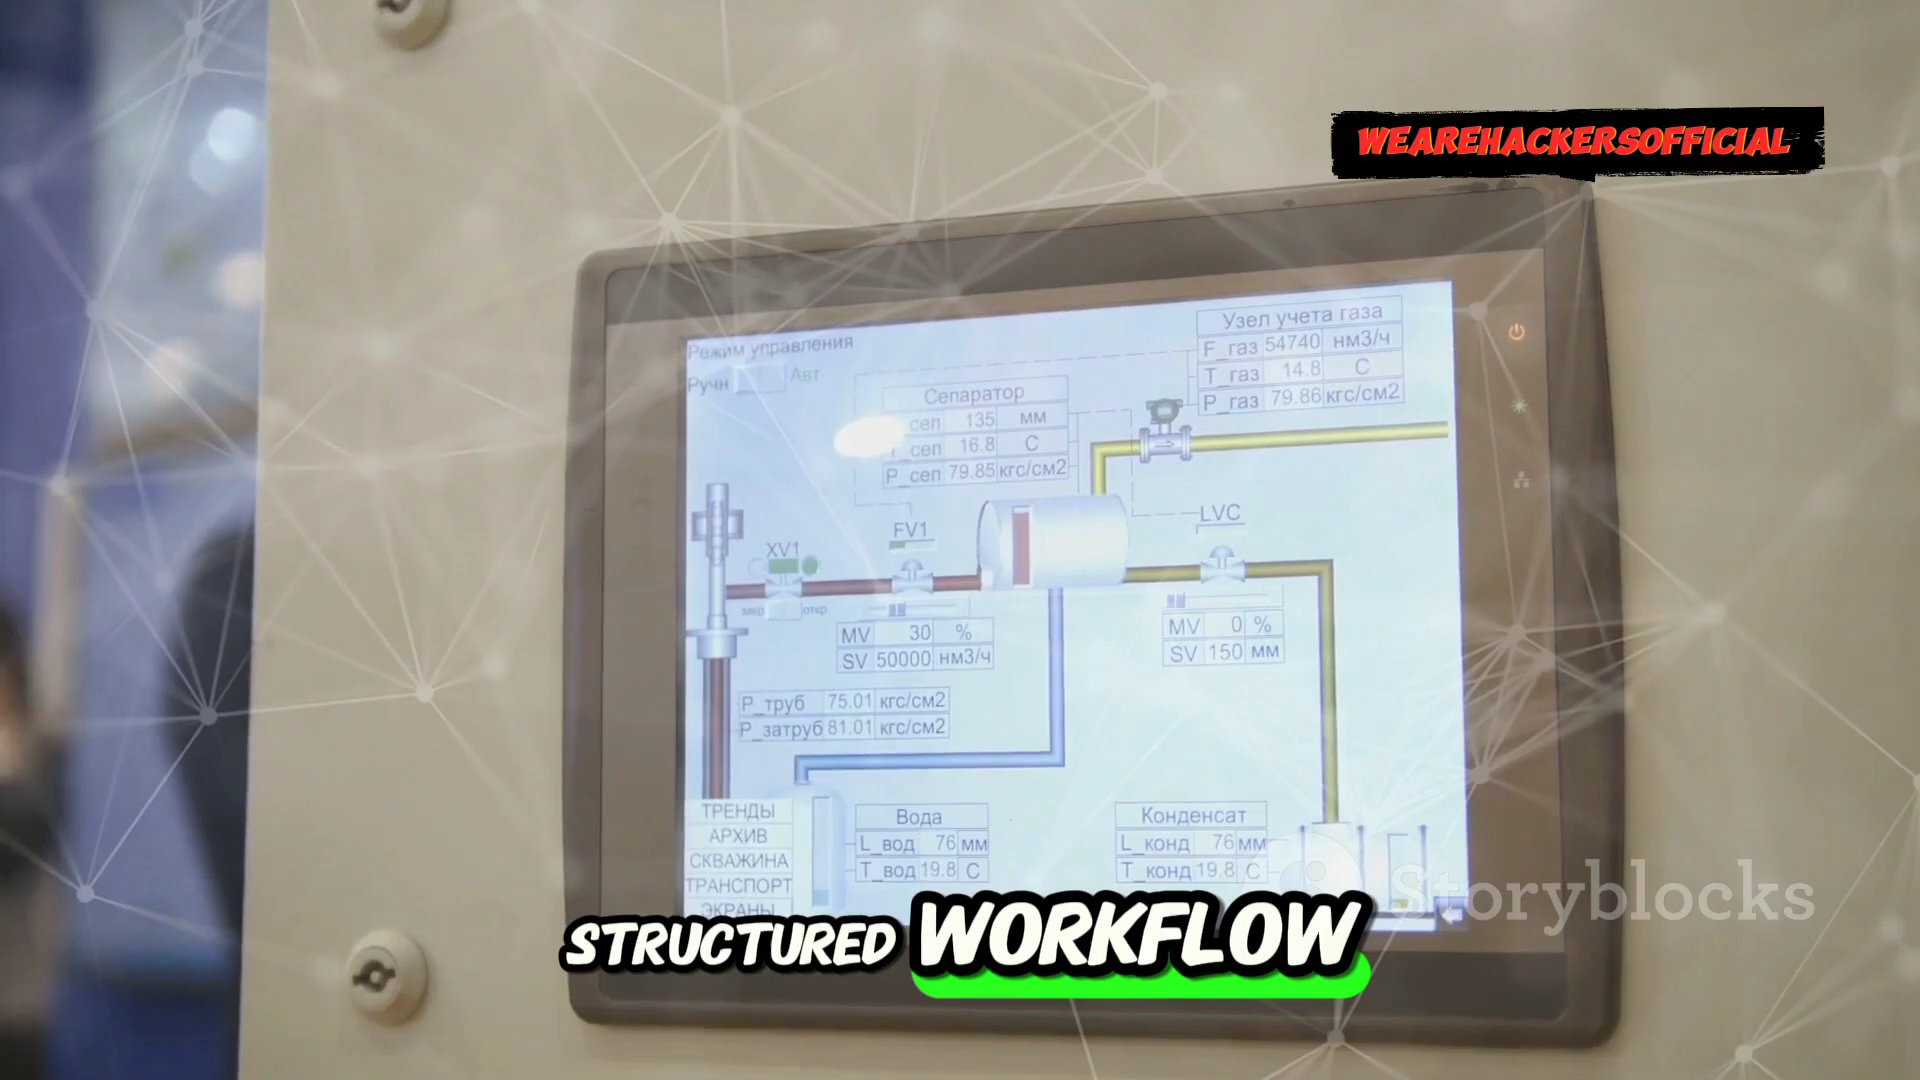 WEAREHACKERSOFFICIAL
Режим управления
Ручн Авт
Узел учета газа
F_газ 54740 нм3/ч
T_газ 14.8 С
P_газ 79.86 кгс/см2
Сепаратор
сеп 135 мм
сеп 16.8 С
P_сеп 79.85 кгс/см2
XV1
FV1
LVC
закр откр
MV 30 %
SV 50000 нм3/ч
MV 0 %
SV 150 мм
P_труб 75.01 кгс/см2
P_затруб 81.01 кгс/см2
ТРЕНДЫ
АРХИВ
СКВАЖИНА
ТРАНСПОРТ
ЭКРАНЫ
Вода
L_вод 76 мм
T_вод 19.8 С
Конденсат
L_конд 76 мм
T_конд 19.8 С
Storyblocks
STRUCTURED WORKFLOW